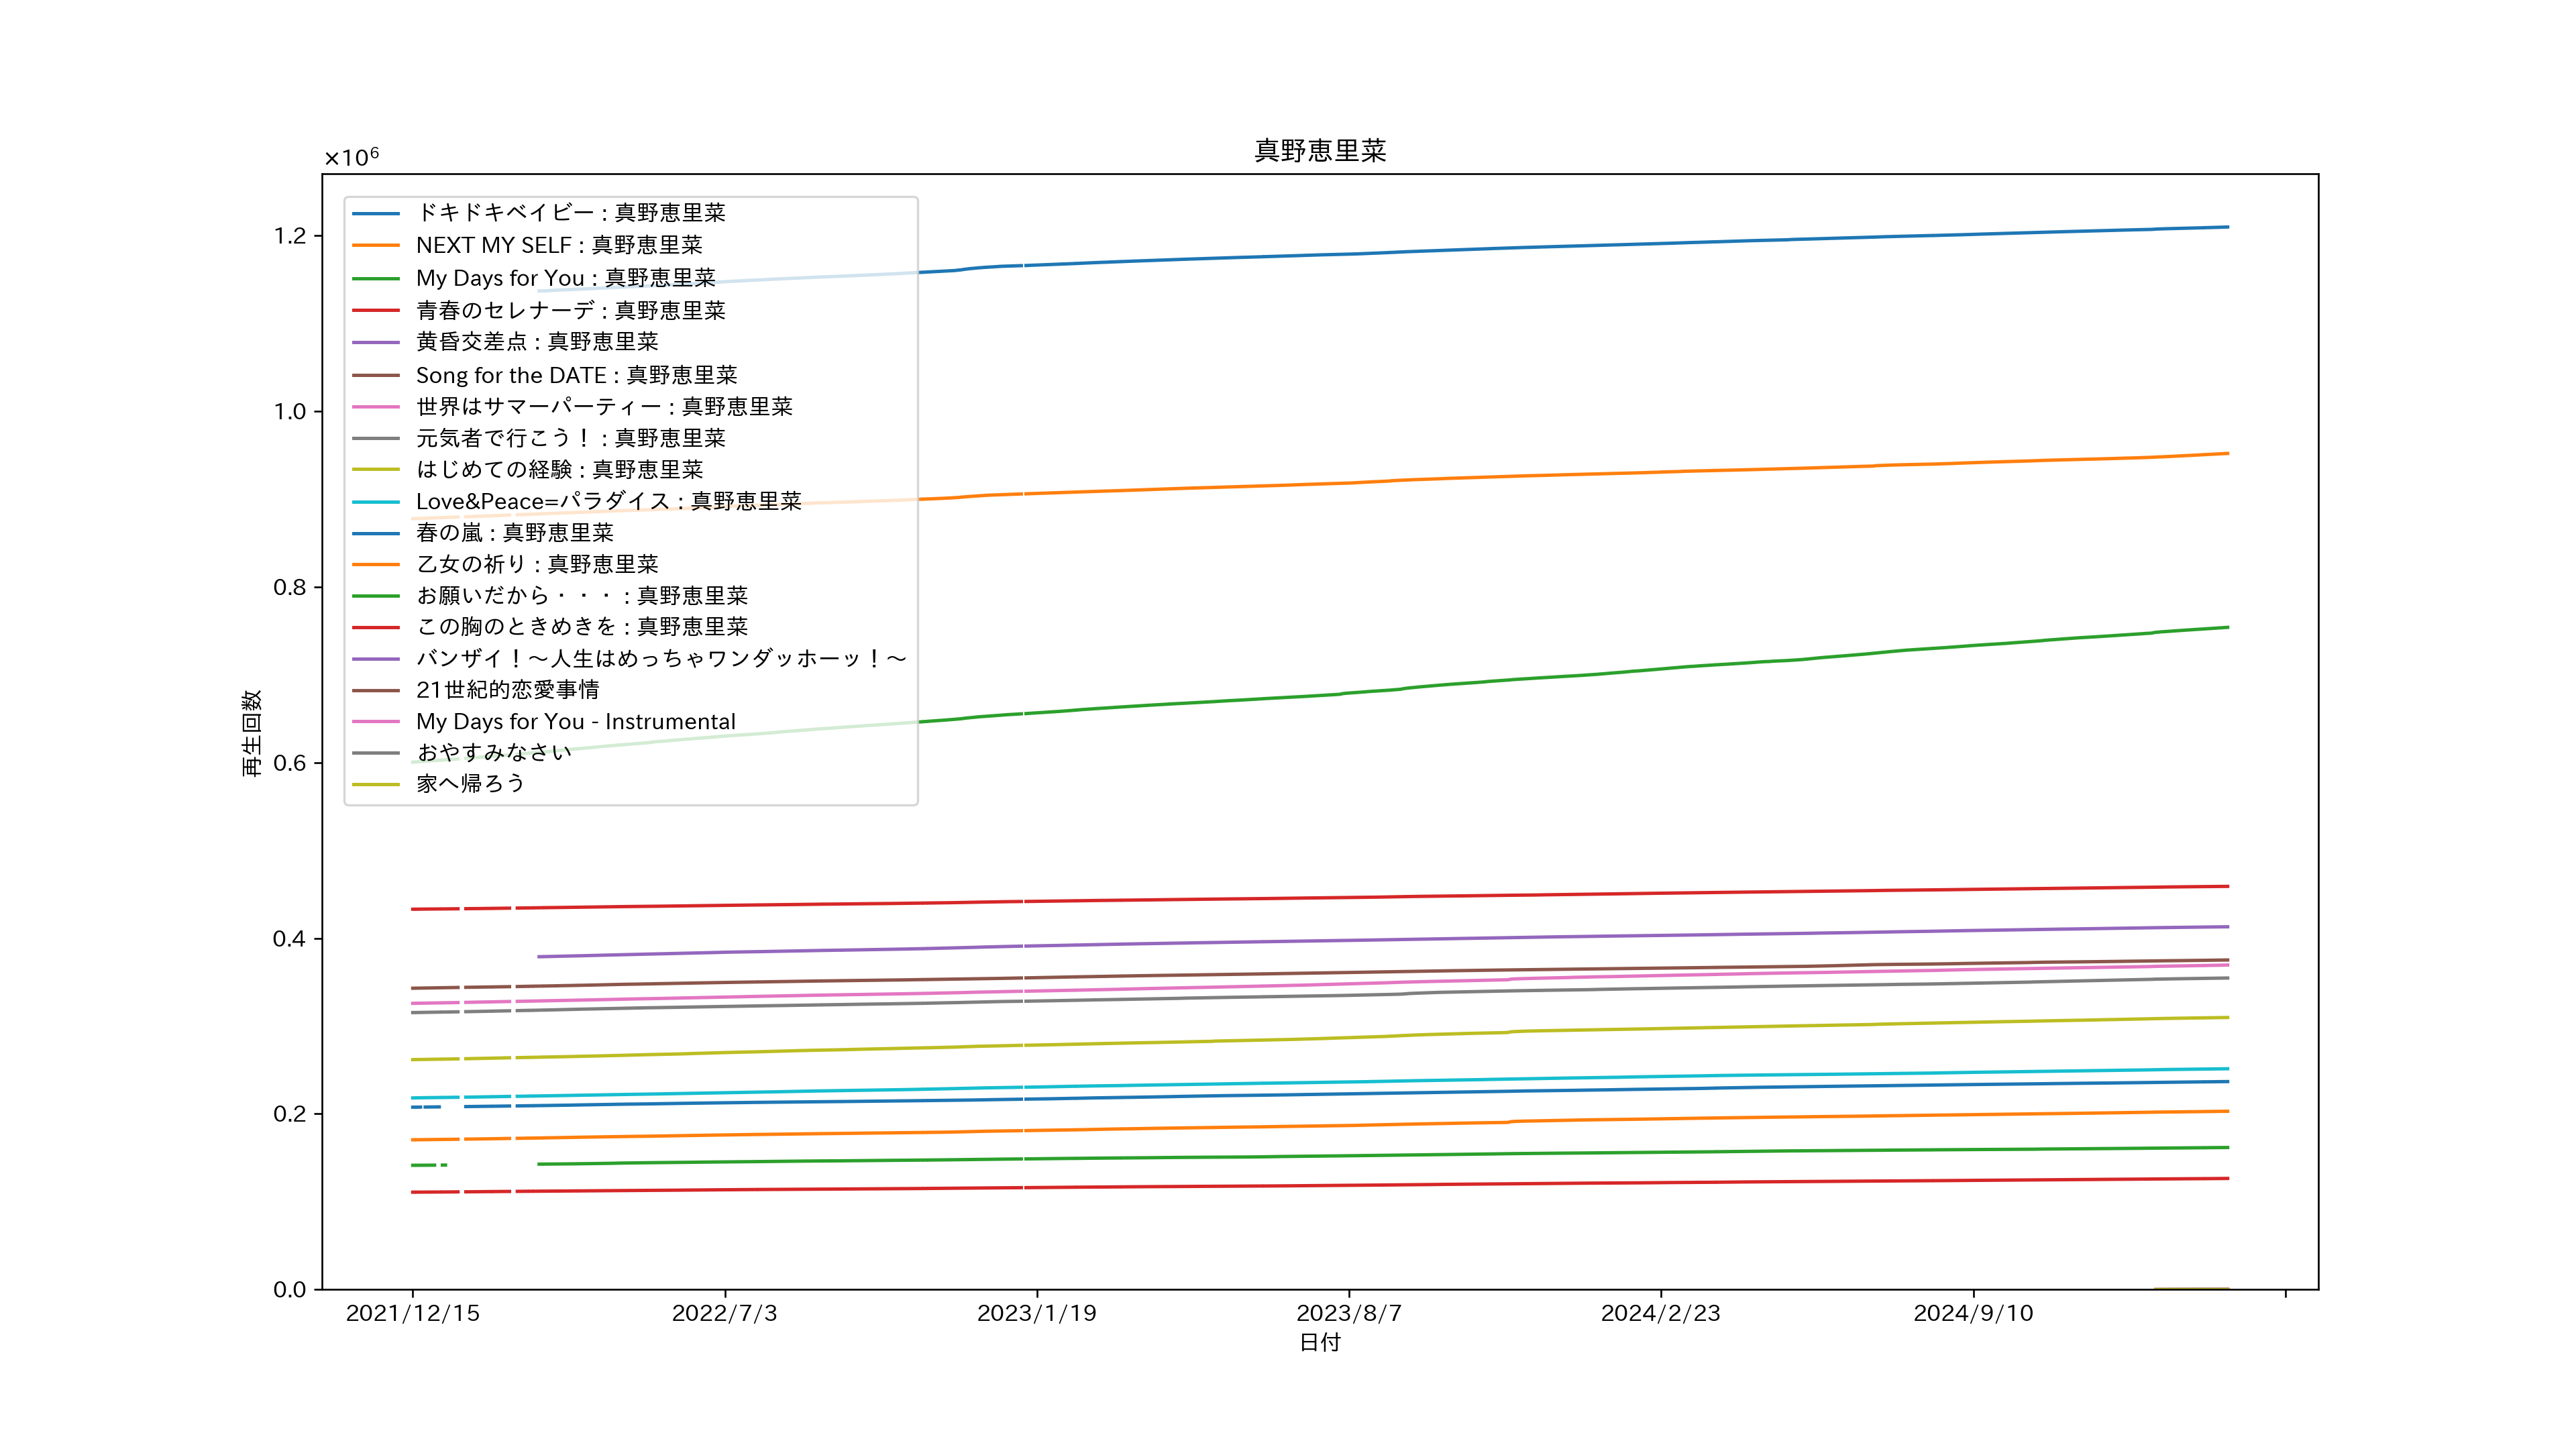 真野恵里菜
×10⁶
1.2
1.0
0.8
0.6
0.4
0.2
0.0
再生回数
ドキドキベイビー : 真野恵里菜
NEXT MY SELF : 真野恵里菜
My Days for You : 真野恵里菜
青春のセレナーデ : 真野恵里菜
黄昏交差点 : 真野恵里菜
Song for the DATE : 真野恵里菜
世界はサマーパーティー : 真野恵里菜
元気者で行こう！ : 真野恵里菜
はじめての経験 : 真野恵里菜
Love&Peace=パラダイス : 真野恵里菜
春の嵐 : 真野恵里菜
乙女の祈り : 真野恵里菜
お願いだから・・・ : 真野恵里菜
この胸のときめきを : 真野恵里菜
バンザイ！～人生はめっちゃワンダッホーッ！～
21世紀的恋愛事情
My Days for You - Instrumental
おやすみなさい
家へ帰ろう
2021/12/15
2022/7/3
2023/1/19
2023/8/7
2024/2/23
2024/9/10
日付